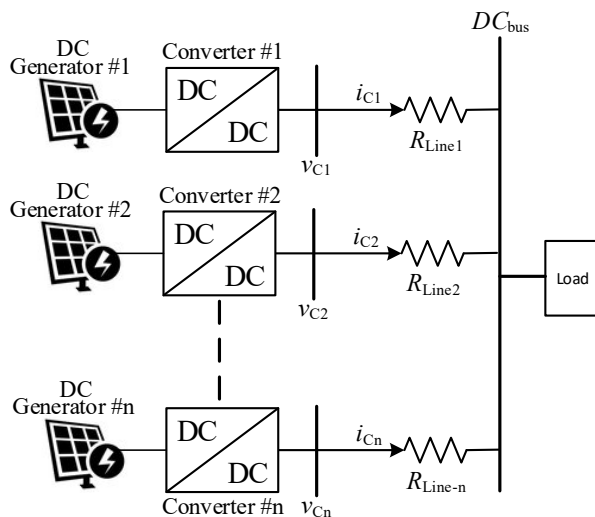 DC
Generator #1
Converter #1
DC
DC
vC1
iC1
RLine1
DCbus
DC
Generator #2
Converter #2
DC
DC
vC2
iC2
RLine2
Load
DC
Generator #n
DC
DC
Converter #n
vCn
iCn
RLine-n